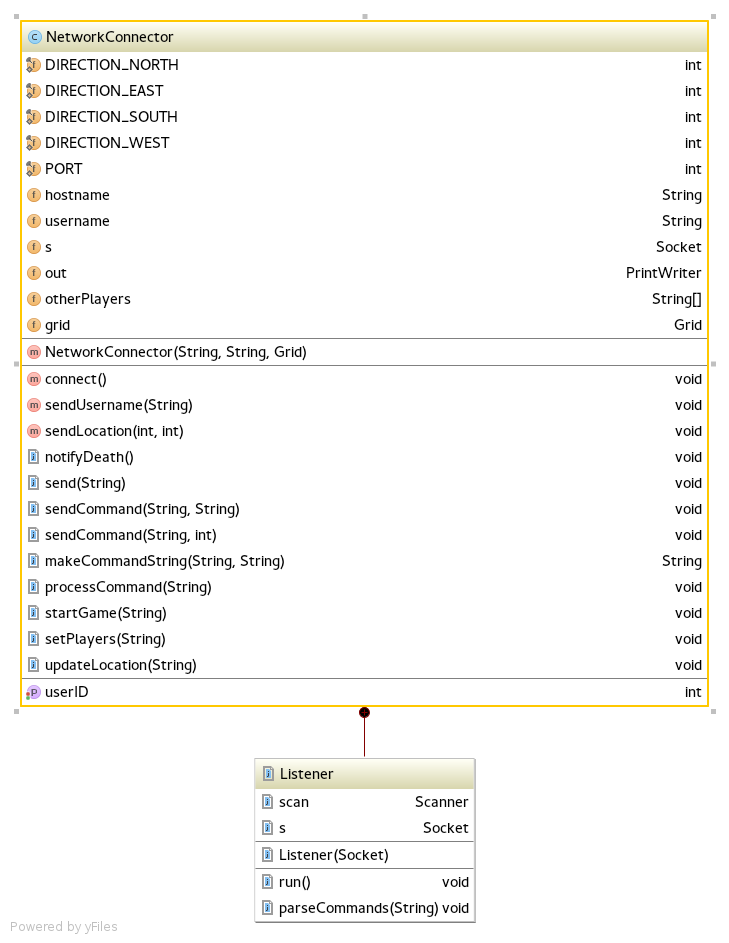 NetworkConnector
DIRECTION_NORTH int
DIRECTION_EAST int
DIRECTION_SOUTH int
DIRECTION_WEST int
PORT int
hostname String
username String
s Socket
out PrintWriter
otherPlayers String[]
grid Grid
NetworkConnector(String, String, Grid)
connect() void
sendUsername(String) void
sendLocation(int, int) void
notifyDeath() void
send(String) void
sendCommand(String, String) void
sendCommand(String, int) void
makeCommandString(String, String) String
processCommand(String) void
startGame(String) void
setPlayers(String) void
updateLocation(String) void
userID int
Listener
scan Scanner
s Socket
Listener(Socket)
run() void
parseCommands(String) void
Powered by yFiles